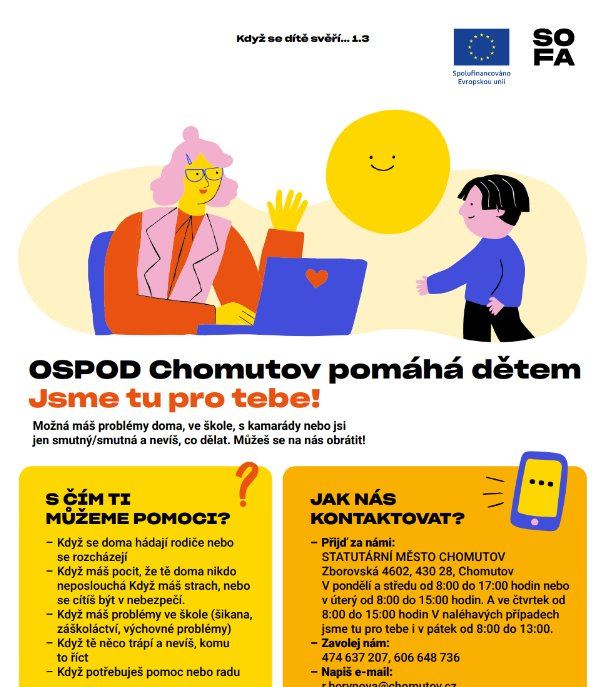 Když se dítě svěří... 1.3
Spolufinancováno
Evropskou unií
SO
FA
OSPOD Chomutov pomáhá dětem
Jsme tu pro tebe!
Možná máš problémy doma, ve škole, s kamarády nebo jsi
jen smutný/smutná a nevíš, co dělat. Můžeš se na nás obrátit!
S ČÍM TI
MŮŽEME POMOCI?
?
– Když se doma hádají rodiče nebo
se rozcházejí
– Když máš pocit, že tě doma nikdo
neposlouchá Když máš strach, nebo
se cítíš být v nebezpečí.
– Když máš problémy ve škole (šikana,
záškoláctví, výchovné problémy)
– Když tě něco trápí a nevíš, komu
to říct
– Když potřebuješ pomoc nebo radu
JAK NÁS
KONTAKTOVAT?
– Přijď za námi:
STATUTÁRNÍ MĚSTO CHOMUTOV
Zborovská 4602, 430 28, Chomutov
V pondělí a středu od 8:00 do 17:00 hodin nebo
v úterý od 8:00 do 15:00 hodin. A ve čtvrtek od
8:00 do 15:00 hodin V naléhavých případech
jsme tu pro tebe i v pátek od 8:00 do 13:00.
– Zavolej nám:
474 637 207, 606 648 736
– Napiš e-mail:
r.horynova@chomutov.cz